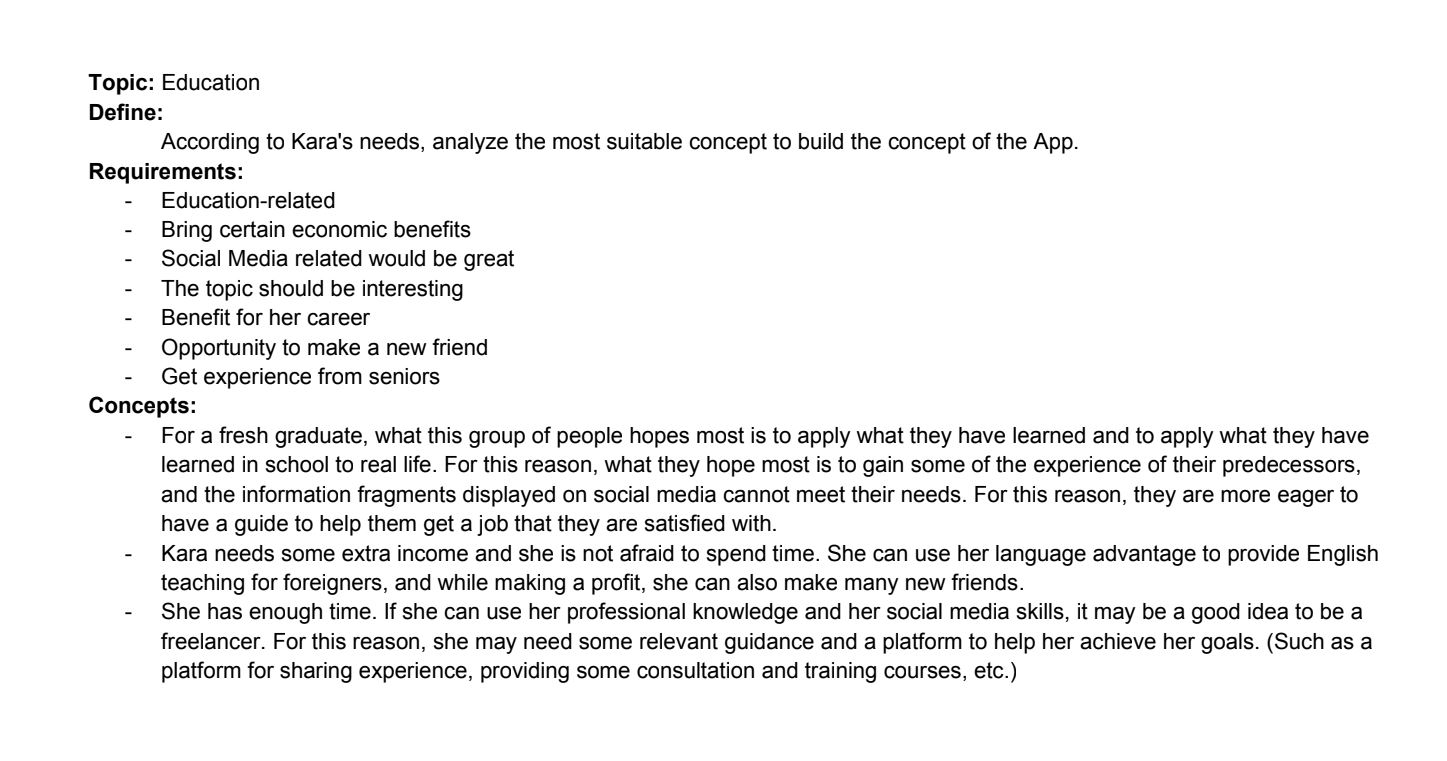 Topic: Education
Define:
According to Kara's needs, analyze the most suitable concept to build the concept of the App.
Requirements:
- Education-related
- Bring certain economic benefits
- Social Media related would be great
- The topic should be interesting
- Benefit for her career
- Opportunity to make a new friend
- Get experience from seniors
Concepts:
- For a fresh graduate, what this group of people hopes most is to apply what they have learned and to apply what they have
learned in school to real life. For this reason, what they hope most is to gain some of the experience of their predecessors,
and the information fragments displayed on social media cannot meet their needs. For this reason, they are more eager to
have a guide to help them get a job that they are satisfied with.
- Kara needs some extra income and she is not afraid to spend time. She can use her language advantage to provide English
teaching for foreigners, and while making a profit, she can also make many new friends.
- She has enough time. If she can use her professional knowledge and her social media skills, it may be a good idea to be a
freelancer. For this reason, she may need some relevant guidance and a platform to help her achieve her goals. (Such as a
platform for sharing experience, providing some consultation and training courses, etc.)